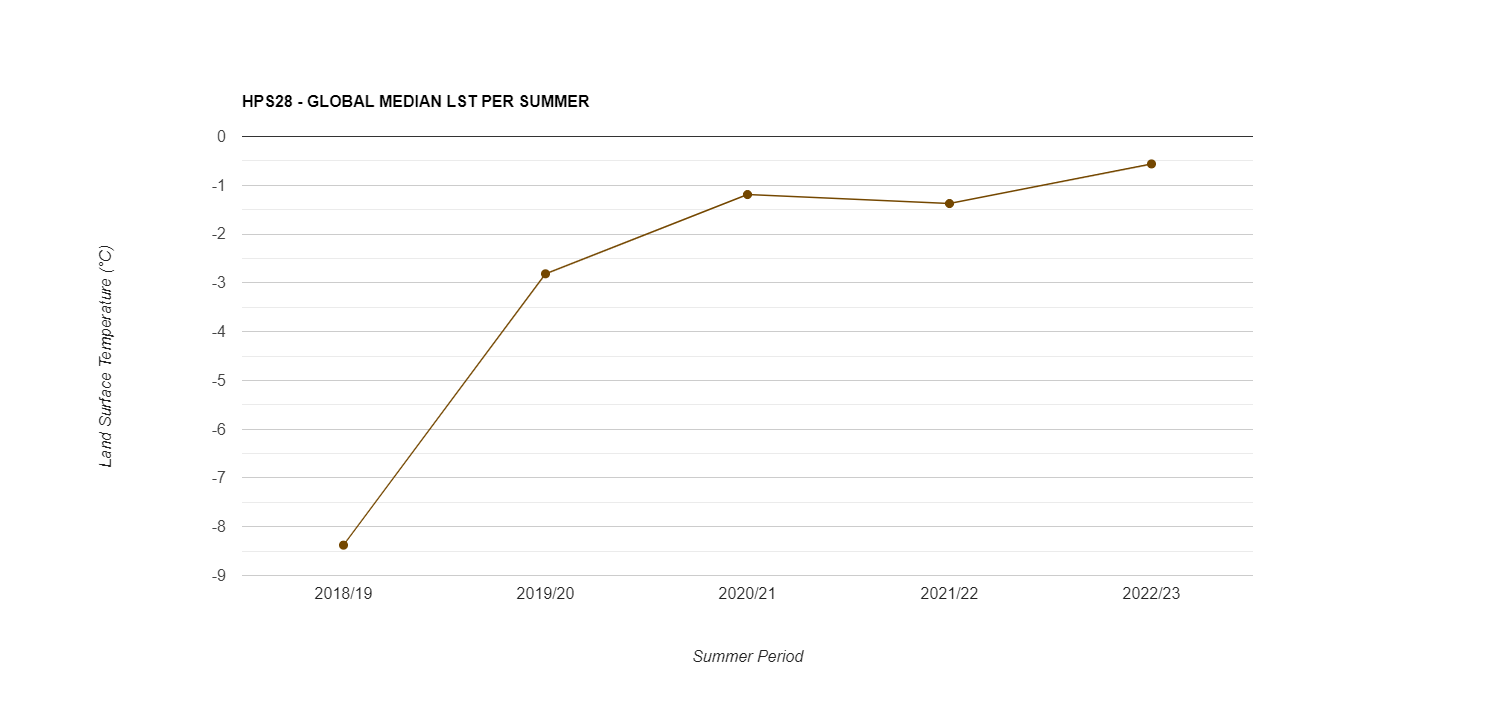 HPS28 - GLOBAL MEDIAN LST PER SUMMER
0
-1
-2
-3
-4
-5
-6
-7
-8
-9
Land Surface Temperature (°C)
2018/19 2019/20 2020/21 2021/22 2022/23
Summer Period